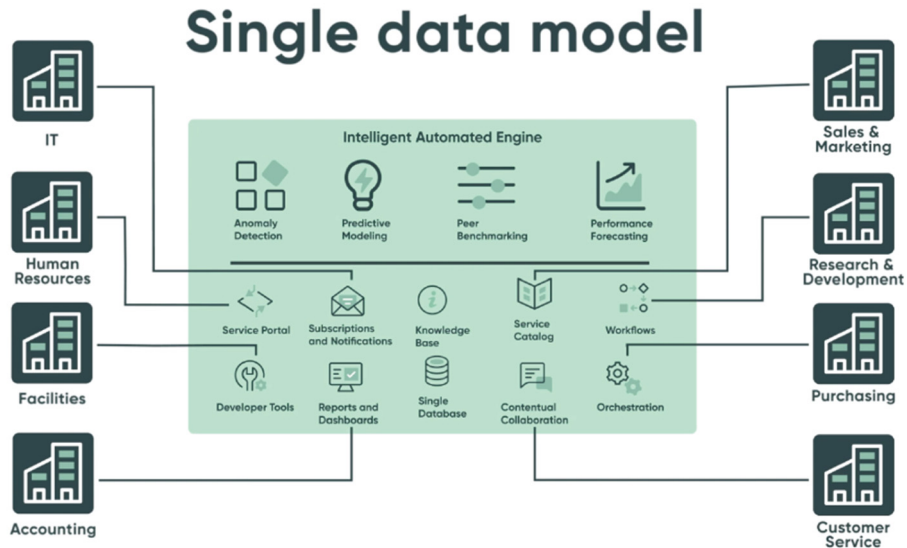 Single data model
IT
Human
Resources
Facilities
Accounting
Intelligent Automated Engine
Anomaly
Detection
Predictive
Modeling
Peer
Benchmarking
Performance
Forecasting
Service Portal
Subscriptions
and Notifications
Knowledge
Base
Service
Catalog
Workflows
Developer Tools
Reports and
Dashboards
Single
Database
Contentual
Collaboration
Orchestration
Sales &
Marketing
Research &
Development
Purchasing
Customer
Service